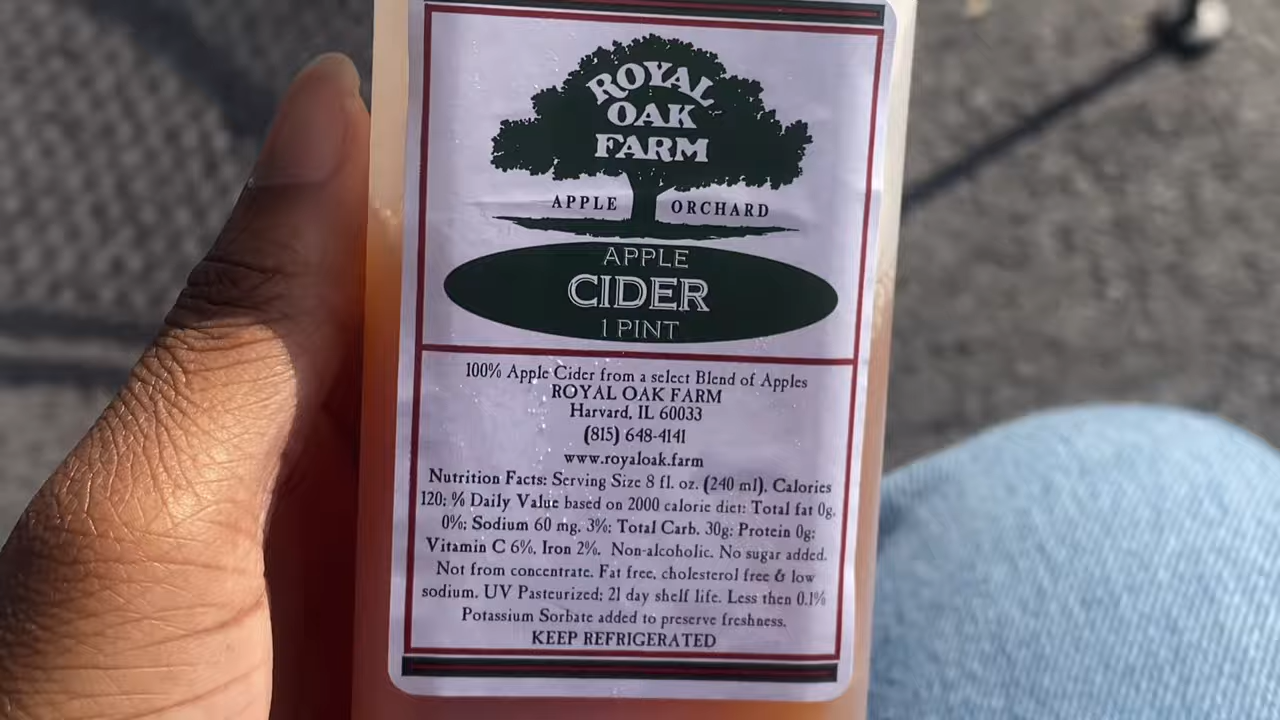 ROYAL
OAK
FARM
APPLE ORCHARD
APPLE
CIDER
1 PINT
100% Apple Cider from a select Blend of Apples
ROYAL OAK FARM
Harvard, IL 60033
(815) 648-4141
www.royaloak.farm
Nutrition Facts: Serving Size 8 fl. oz. (240 ml), Calories
120; % Daily Value based on 2000 calorie diet: Total fat 0g,
0%; Sodium 60 mg, 3%; Total Carb. 30g; Protein 0g;
Vitamin C 6%, Iron 2%. Non-alcoholic. No sugar added.
Not from concentrate. Fat free, cholesterol free & low
sodium. UV Pasteurized; 21 day shelf life. Less then 0.1%
Potassium Sorbate added to preserve freshness.
KEEP REFRIGERATED